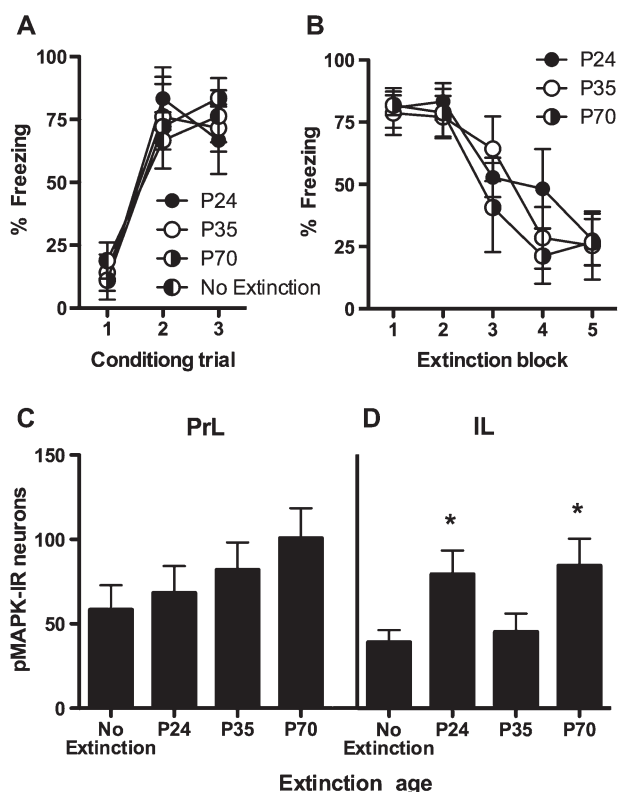 A
% Freezing
100
75
50
25
0
P24
P35
P70
No Extinction
1 2 3
Conditiong trial
B
% Freezing
100
75
50
25
0
P24
P35
P70
1 2 3 4 5
Extinction block
C
PrL
D
IL
pMAPK-IR neurons
150
100
50
0
*
*
No P24 P35 P70 No P24 P35 P70
Extinction Extinction
Extinction age